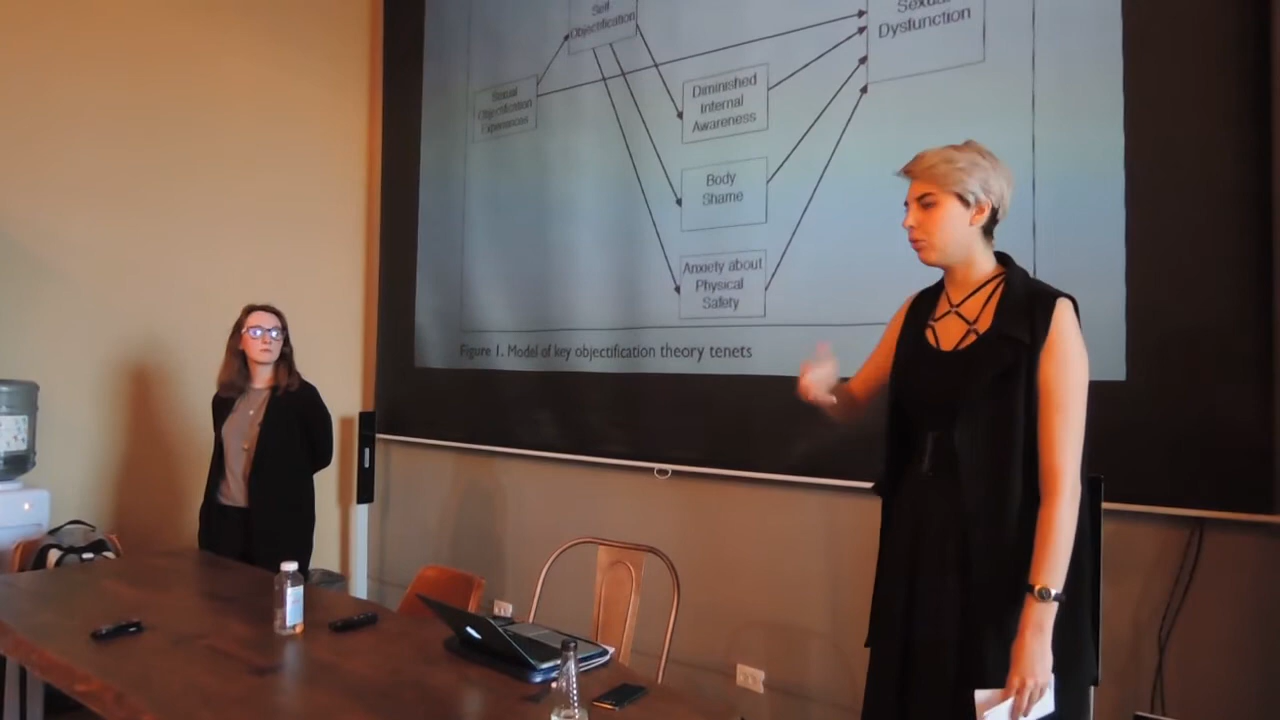 Self
Objectification
Sexual
Dysfunction
Sexual
Objectification
Experiences
Diminished
Internal
Awareness
Body
Shame
Anxiety about
Physical
Safety
Figure 1. Model of key objectification theory tenets